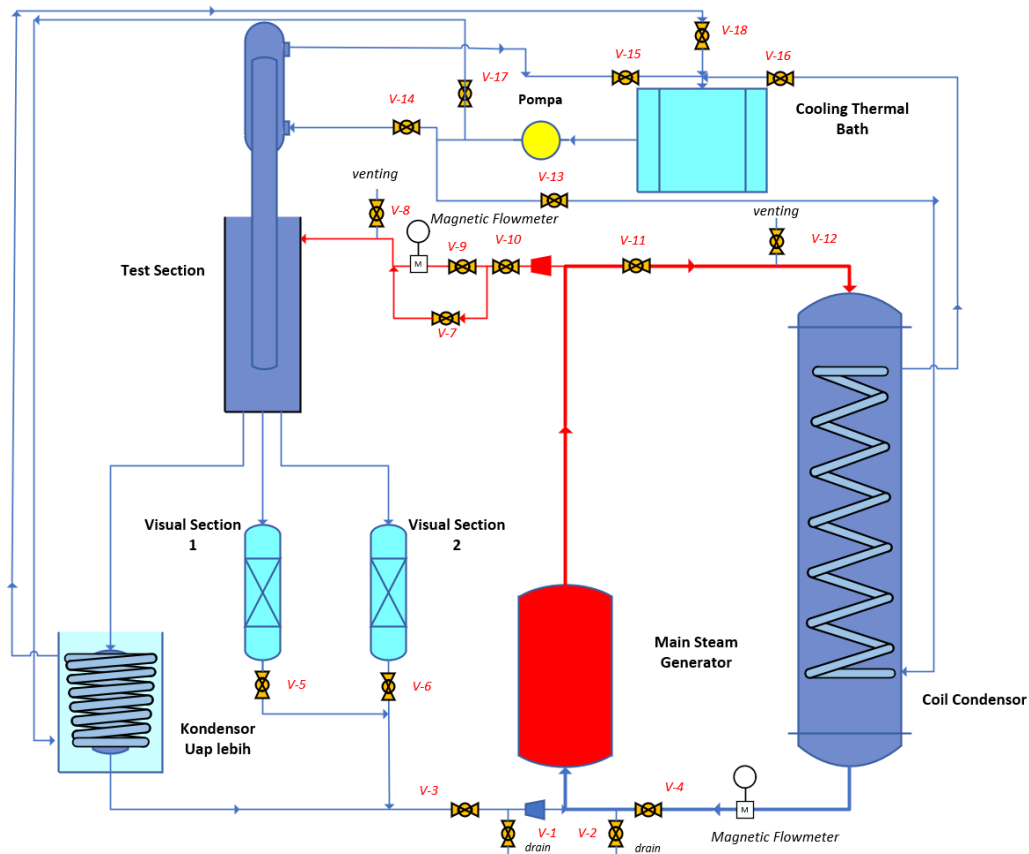 V-18
V-15
V-16
V-17
V-14
Pompa
Cooling Thermal
Bath
V-13
venting
V-8
Magnetic Flowmeter
venting
V-12
V-9
V-10
V-11
M
Test Section
V-7
Visual Section
1
Visual Section
2
Main Steam
Generator
V-5
V-6
Coil Condensor
Kondensor
Uap lebih
V-3
V-4
M
V-1
V-2
Magnetic Flowmeter
drain
drain